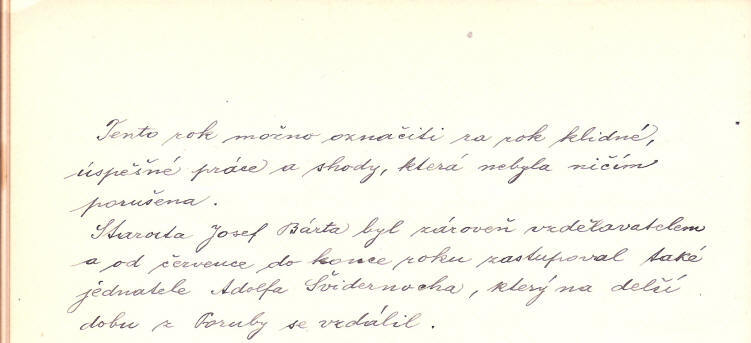 Tento rok možno označiti za rok klidné,
úspěšné práce a shody, která nebyla ničím
porušena.
Starosta Josef Bárta byl zároveň vzdělavatelem
a od července do konce roku zastupoval také
jednatele Adolfa Švidernocha, který na delší
dobu z Poruby se vzdálil.